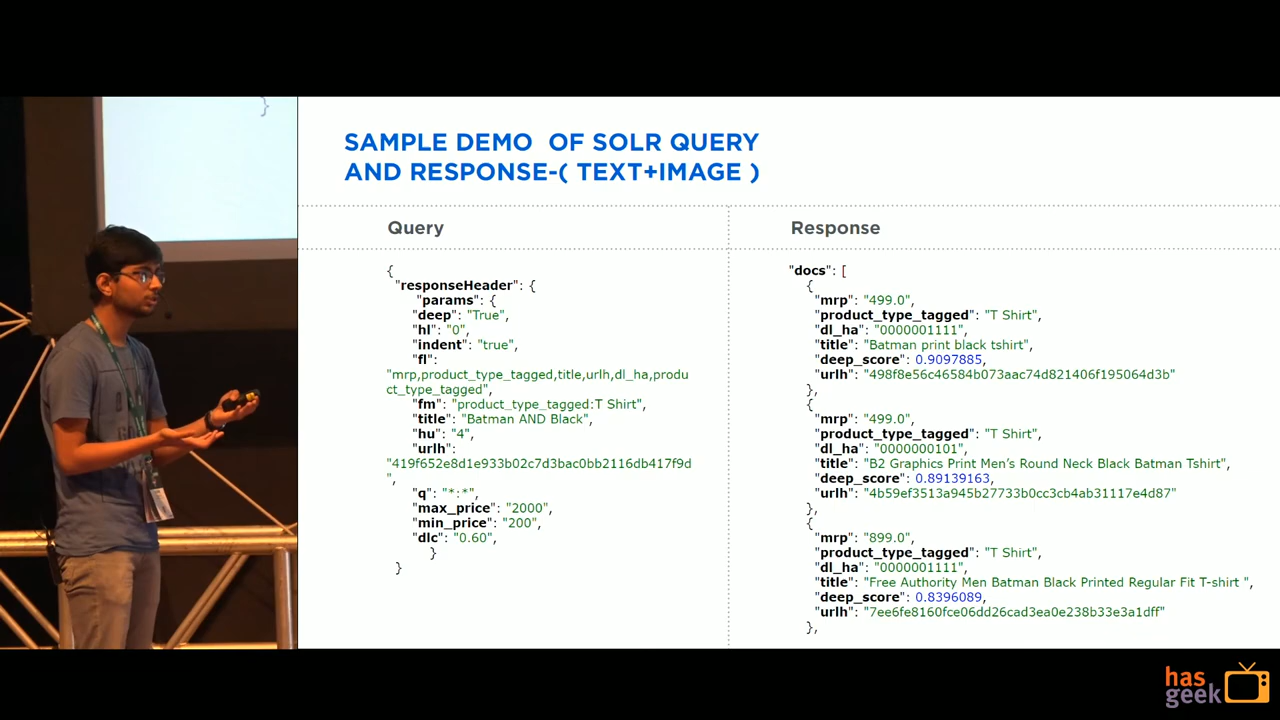 }
SAMPLE DEMO OF SOLR QUERY
AND RESPONSE-( TEXT+IMAGE )
Query
{
"responseHeader": {
"params": {
"deep": "True",
"hl": "0",
"indent": "true",
"fl":
"mrp,product_type_tagged,title,urlh,dl_ha,produ
ct_type_tagged",
"fm": "product_type_tagged:T Shirt",
"title": "Batman AND Black",
"hu": "4",
"urlh":
"419f652e8d1e933b02c7d3bac0bb2116db417f9d
",
"q": "*:*",
"max_price": "2000",
"min_price": "200",
"dlc": "0.60",
}
}
Response
"docs": [
{
"mrp": "499.0",
"product_type_tagged": "T Shirt",
"dl_ha": "0000001111",
"title": "Batman print black tshirt",
"deep_score": 0.9097885,
"urlh": "498f8e56c46584b073aac74d821406f195064d3b"
},
{
"mrp": "499.0",
"product_type_tagged": "T Shirt",
"dl_ha": "0000000101",
"title": "B2 Graphics Print Men's Round Neck Black Batman Tshirt",
"deep_score": 0.89139163,
"urlh": "4b59ef3513a945b27733b0cc3cb4ab31117e4d87"
},
{
"mrp": "899.0",
"product_type_tagged": "T Shirt",
"dl_ha": "0000001111",
"title": "Free Authority Men Batman Black Printed Regular Fit T-shirt ",
"deep_score": 0.8396089,
"urlh": "7ee6fe8160fce06dd26cad3ea0e238b33e3a1dff"
},
has
geek